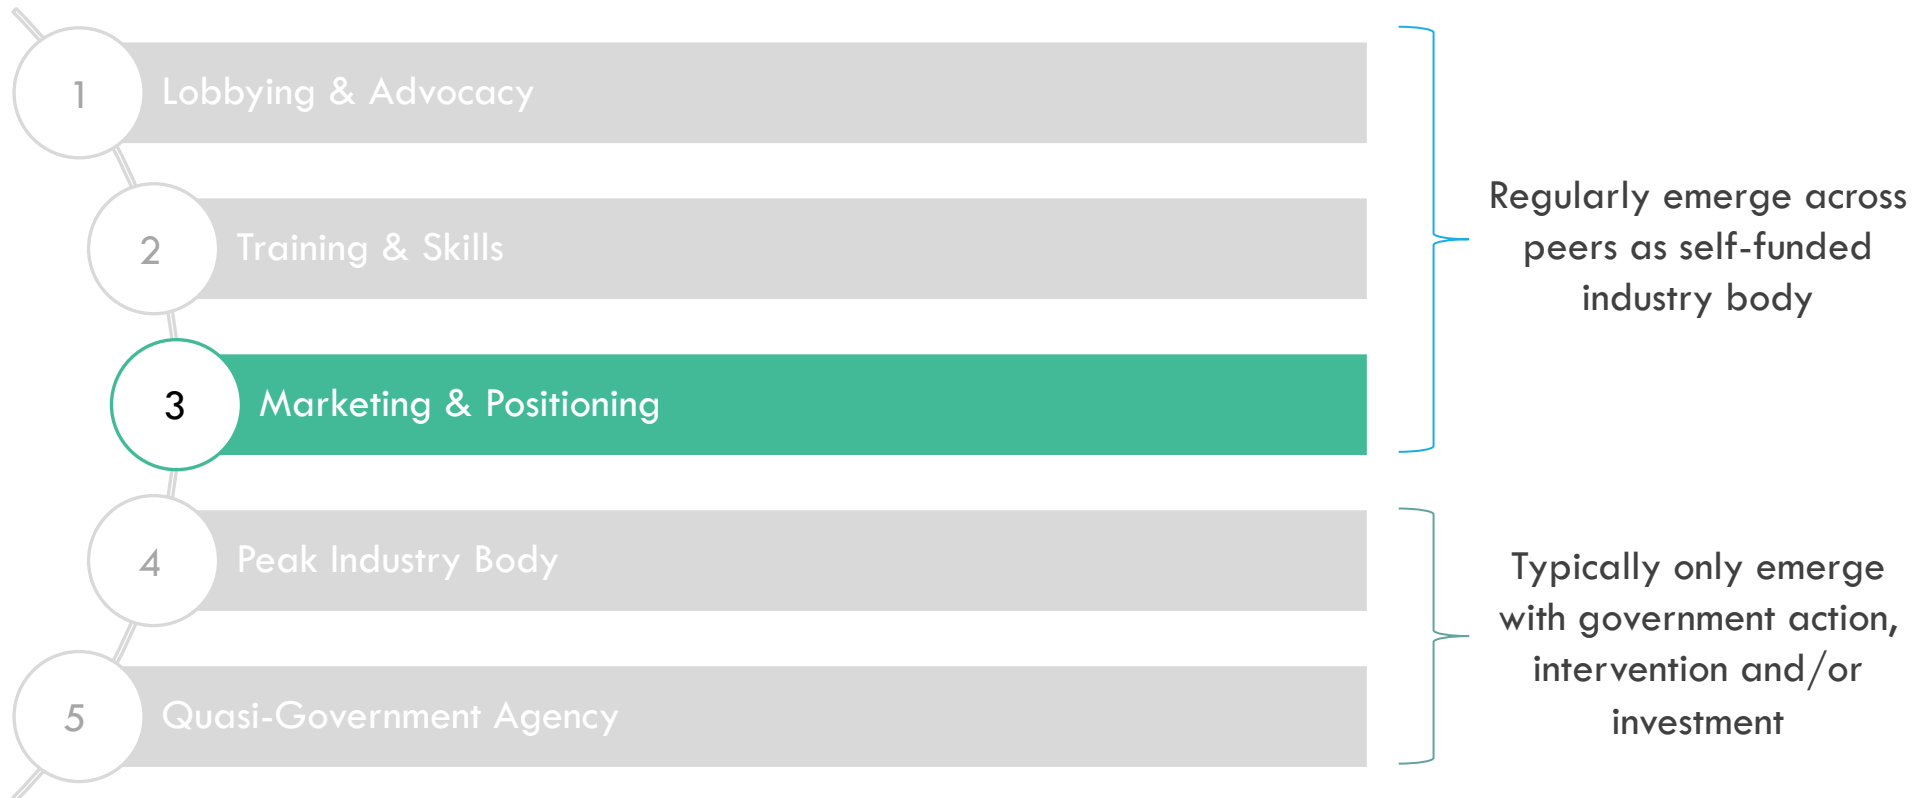 1
Lobbying & Advocacy
2
Training & Skills
3
Marketing & Positioning
4
Peak Industry Body
5
Quasi-Government Agency
Regularly emerge across
peers as self-funded
industry body
Typically only emerge
with government action,
intervention and/or
investment